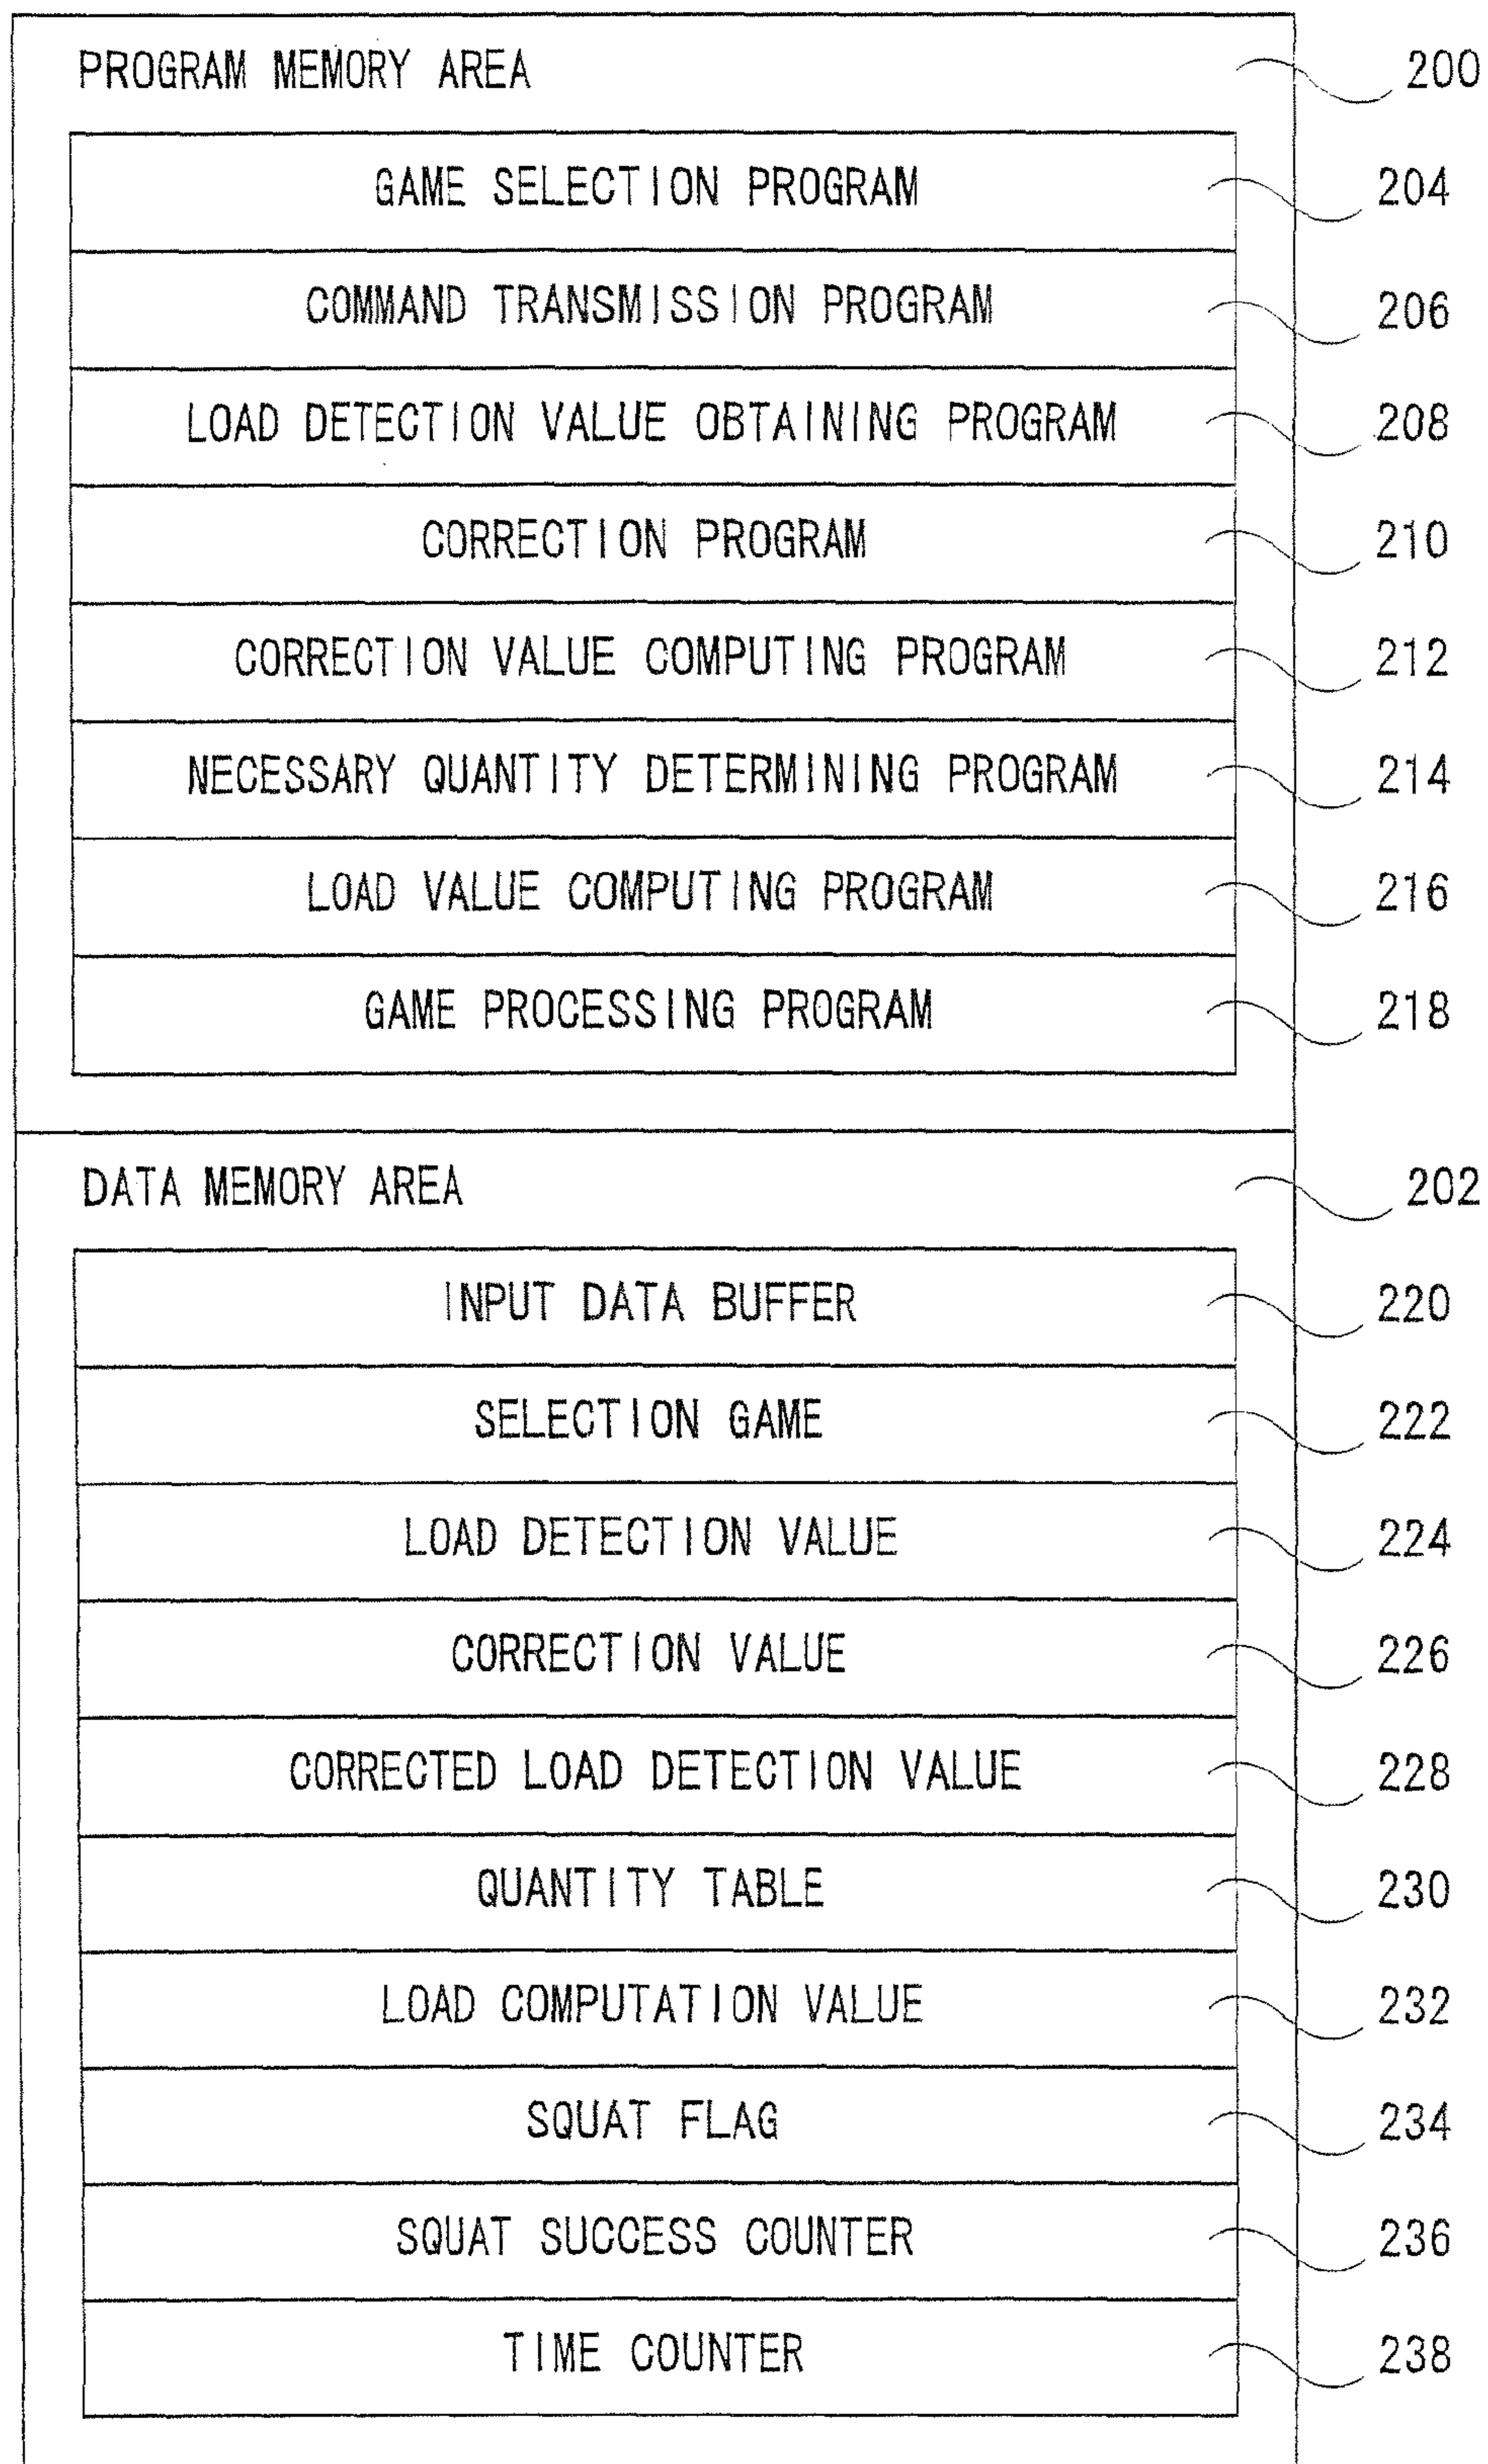 PROGRAM MEMORY AREA 200
GAME SELECTION PROGRAM 204
COMMAND TRANSMISSION PROGRAM 206
LOAD DETECTION VALUE OBTAINING PROGRAM 208
CORRECTION PROGRAM 210
CORRECTION VALUE COMPUTING PROGRAM 212
NECESSARY QUANTITY DETERMINING PROGRAM 214
LOAD VALUE COMPUTING PROGRAM 216
GAME PROCESSING PROGRAM 218
DATA MEMORY AREA 202
INPUT DATA BUFFER 220
SELECTION GAME 222
LOAD DETECTION VALUE 224
CORRECTION VALUE 226
CORRECTED LOAD DETECTION VALUE 228
QUANTITY TABLE 230
LOAD COMPUTATION VALUE 232
SQUAT FLAG 234
SQUAT SUCCESS COUNTER 236
TIME COUNTER 238